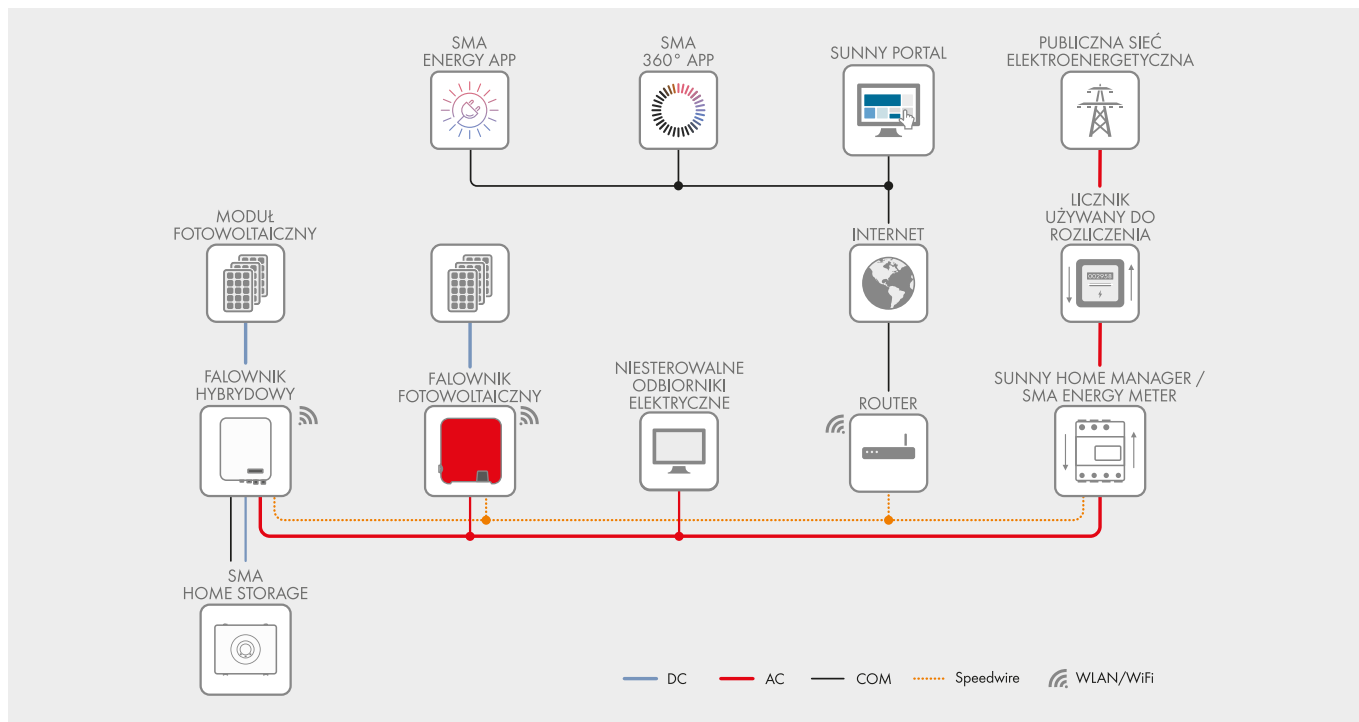 SMA
ENERGY APP
SMA
360° APP
SUNNY PORTAL
PUBLICZNA SIEĆ
ELEKTROENERGETYCZNA
MODUŁ
FOTOWOLTAICZNY
INTERNET
LICZNIK
UŻYWANY DO
ROZLICZENIA
002958
FALOWNIK
HYBRYDOWY
FALOWNIK
FOTOWOLTAICZNY
NIESTEROWALNE
ODBIORNIKI
ELEKTRYCZNE
ROUTER
SUNNY HOME MANAGER /
SMA ENERGY METER
SMA
HOME STORAGE
DC
AC
COM
Speedwire
WLAN/WiFi